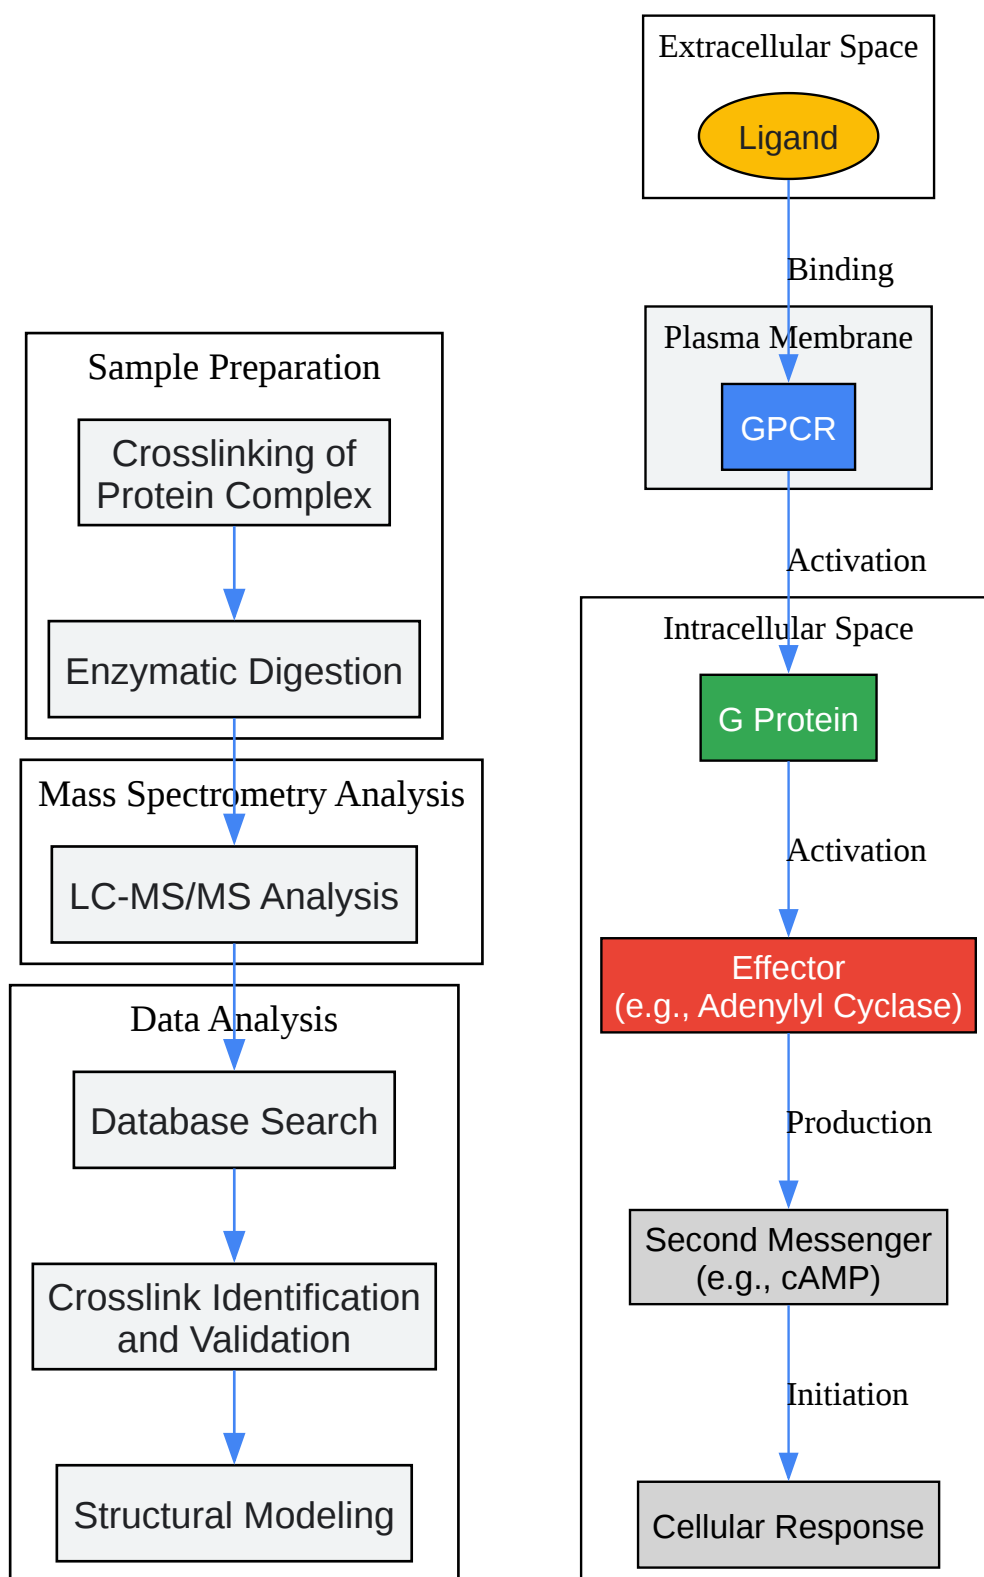 Sample Preparation
Crosslinking of
Protein Complex
Enzymatic Digestion
Mass Spectrometry Analysis
LC-MS/MS Analysis
Data Analysis
Database Search
Crosslink Identification
and Validation
Structural Modeling
Extracellular Space
Ligand
Binding
Plasma Membrane
GPCR
Activation
Intracellular Space
G Protein
Activation
Effector
(e.g., Adenylyl Cyclase)
Production
Second Messenger
(e.g., cAMP)
Initiation
Cellular Response